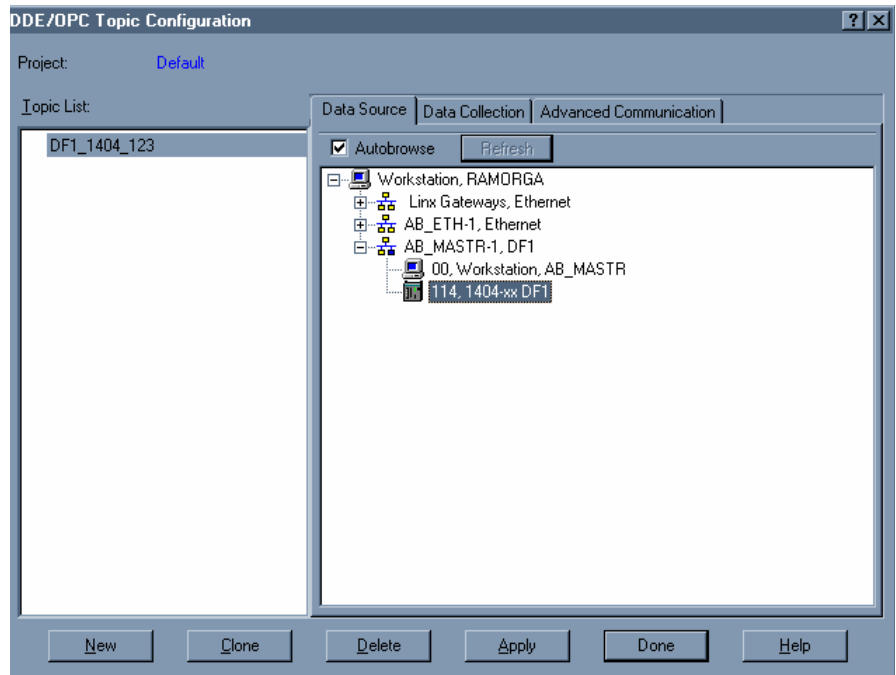 DDE/OPC Topic Configuration
Project: Default
Topic List:
DF1_1404_123
Data Source Data Collection Advanced Communication
Autobrowse Refresh
Workstation, RAMORGA
Linx Gateways, Ethernet
AB_ETH-1, Ethernet
AB_MASTR-1, DF1
00, Workstation, AB_MASTR
114, 1404-xx DF1
New Clone Delete Apply Done Help